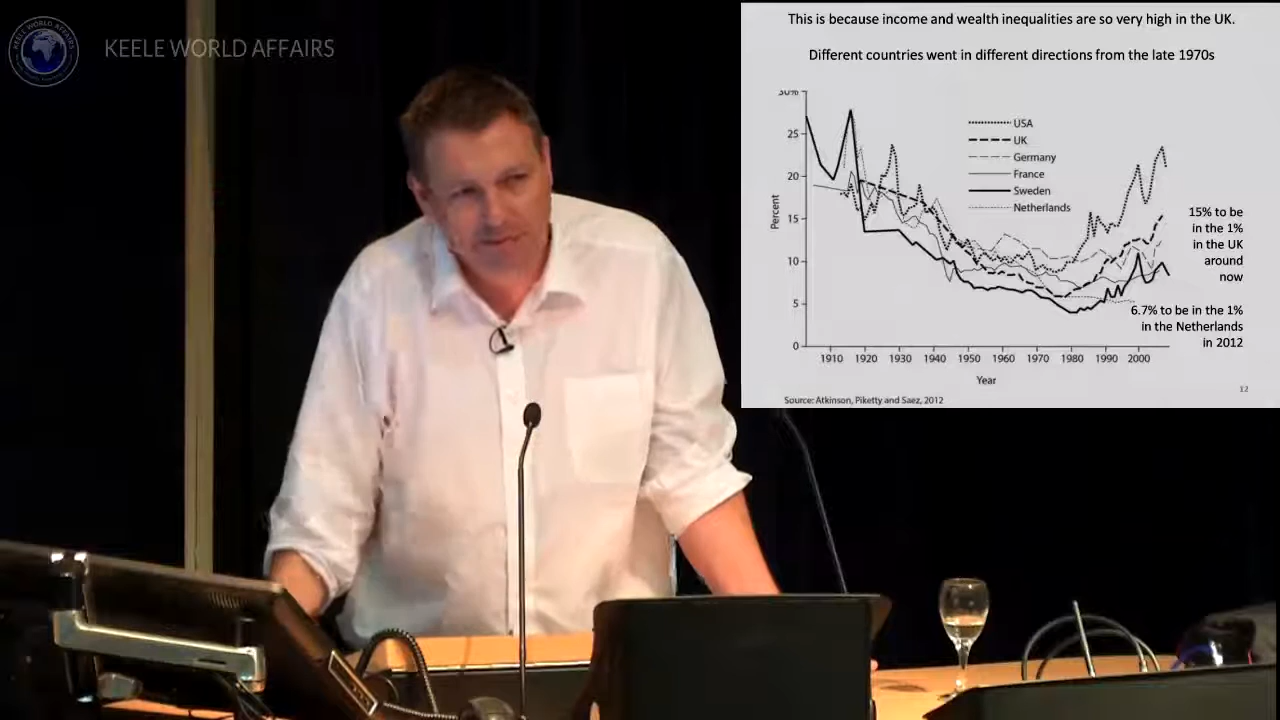 KEELE WORLD AFFAIRS
This is because income and wealth inequalities are so very high in the UK.
Different countries went in different directions from the late 1970s
30%
25
20
15
10
5
0
Percent
USA
UK
Germany
France
Sweden
Netherlands
15% to be
in the 1%
in the UK
around
now
6.7% to be in the 1%
in the Netherlands
in 2012
1910 1920 1930 1940 1950 1960 1970 1980 1990 2000
Year
12
Source: Atkinson, Piketty and Saez, 2012